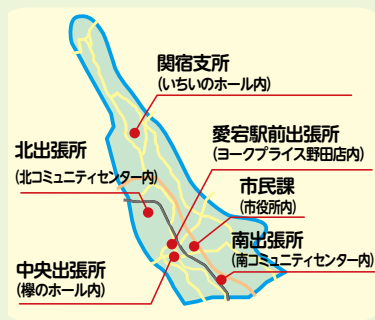 関宿支所
(いちいのホール内)
愛宕駅前出張所
(ヨークプライス野田店内)
北出張所
(北コミュニティセンター内)
市民課
(市役所内)
南出張所
(南コミュニティセンター内)
中央出張所
(欅のホール内)